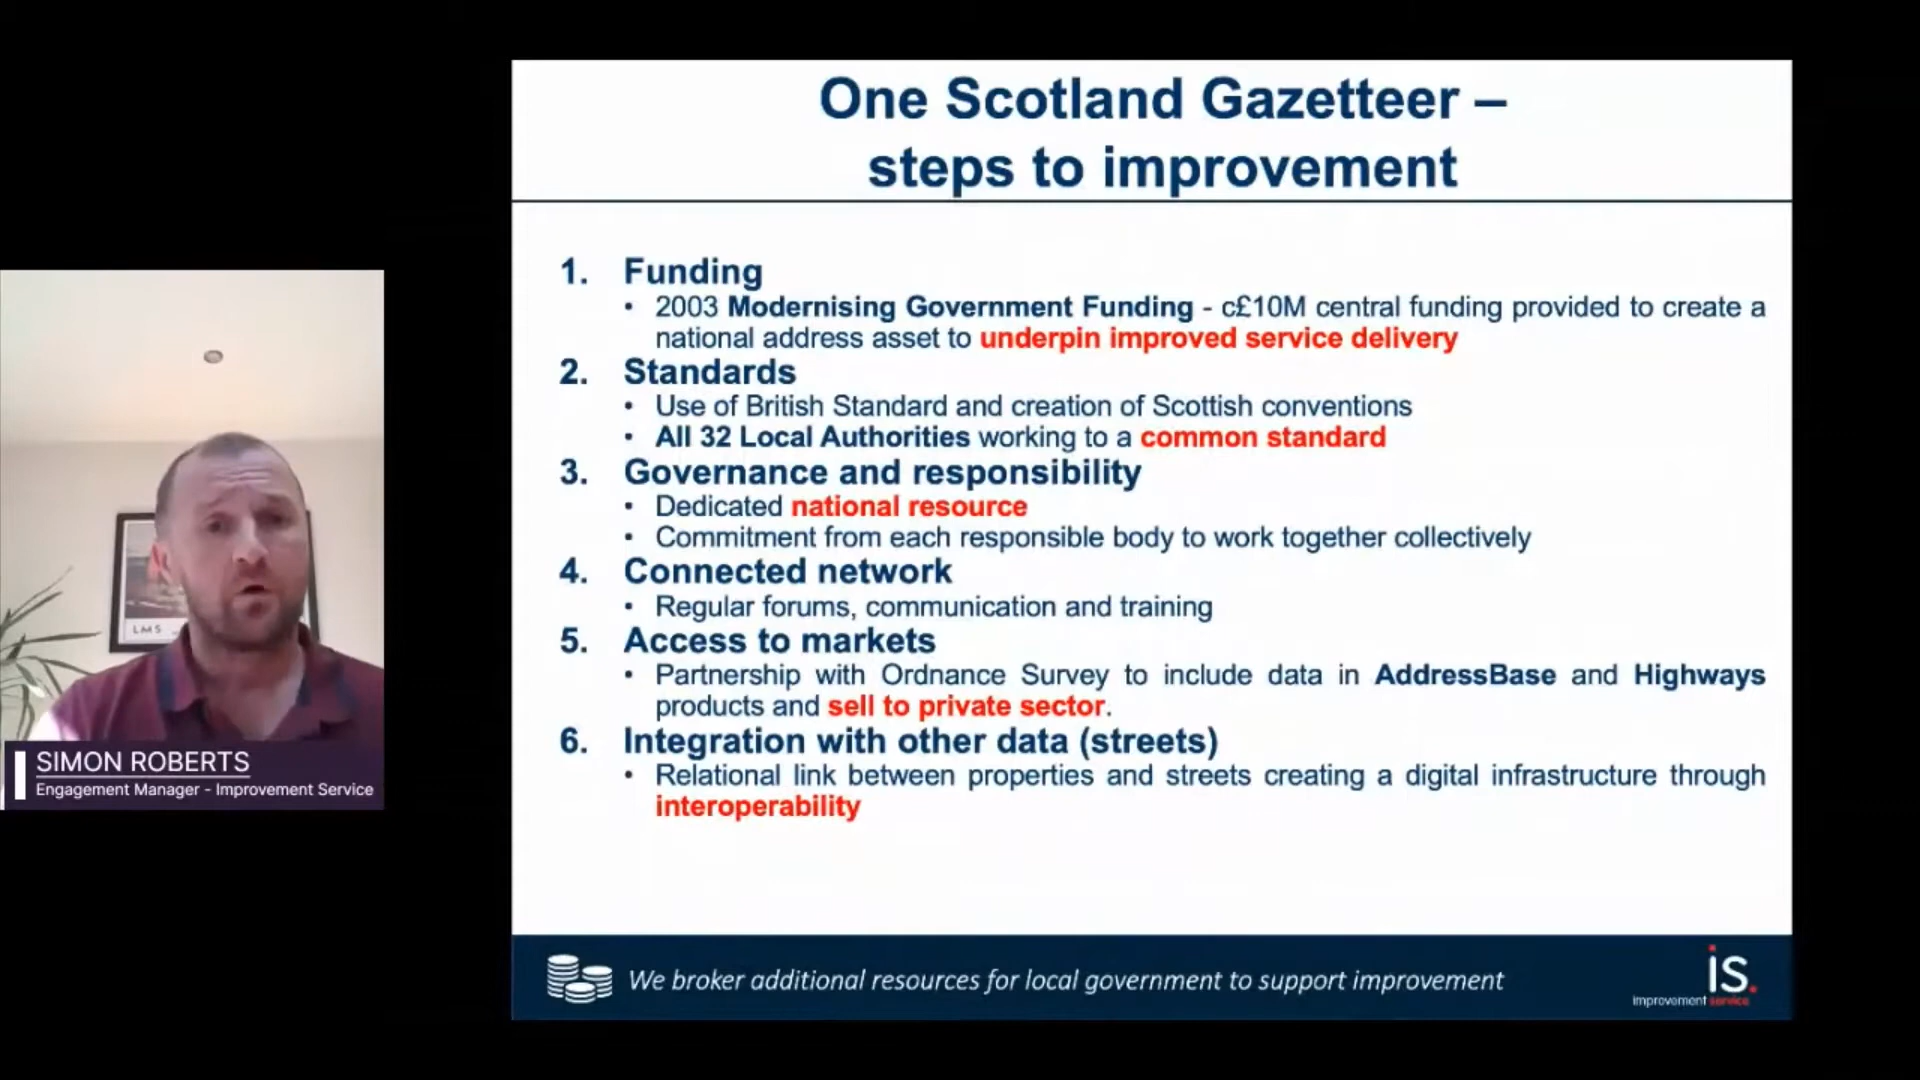 One Scotland Gazetteer –
steps to improvement
1. Funding
• 2003 Modernising Government Funding - c£10M central funding provided to create a
national address asset to underpin improved service delivery
2. Standards
• Use of British Standard and creation of Scottish conventions
• All 32 Local Authorities working to a common standard
3. Governance and responsibility
• Dedicated national resource
• Commitment from each responsible body to work together collectively
4. Connected network
• Regular forums, communication and training
5. Access to markets
• Partnership with Ordnance Survey to include data in AddressBase and Highways
products and sell to private sector.
6. Integration with other data (streets)
• Relational link between properties and streets creating a digital infrastructure through
interoperability
LMS
SIMON ROBERTS
Engagement Manager - Improvement Service
We broker additional resources for local government to support improvement
is.
improvement service